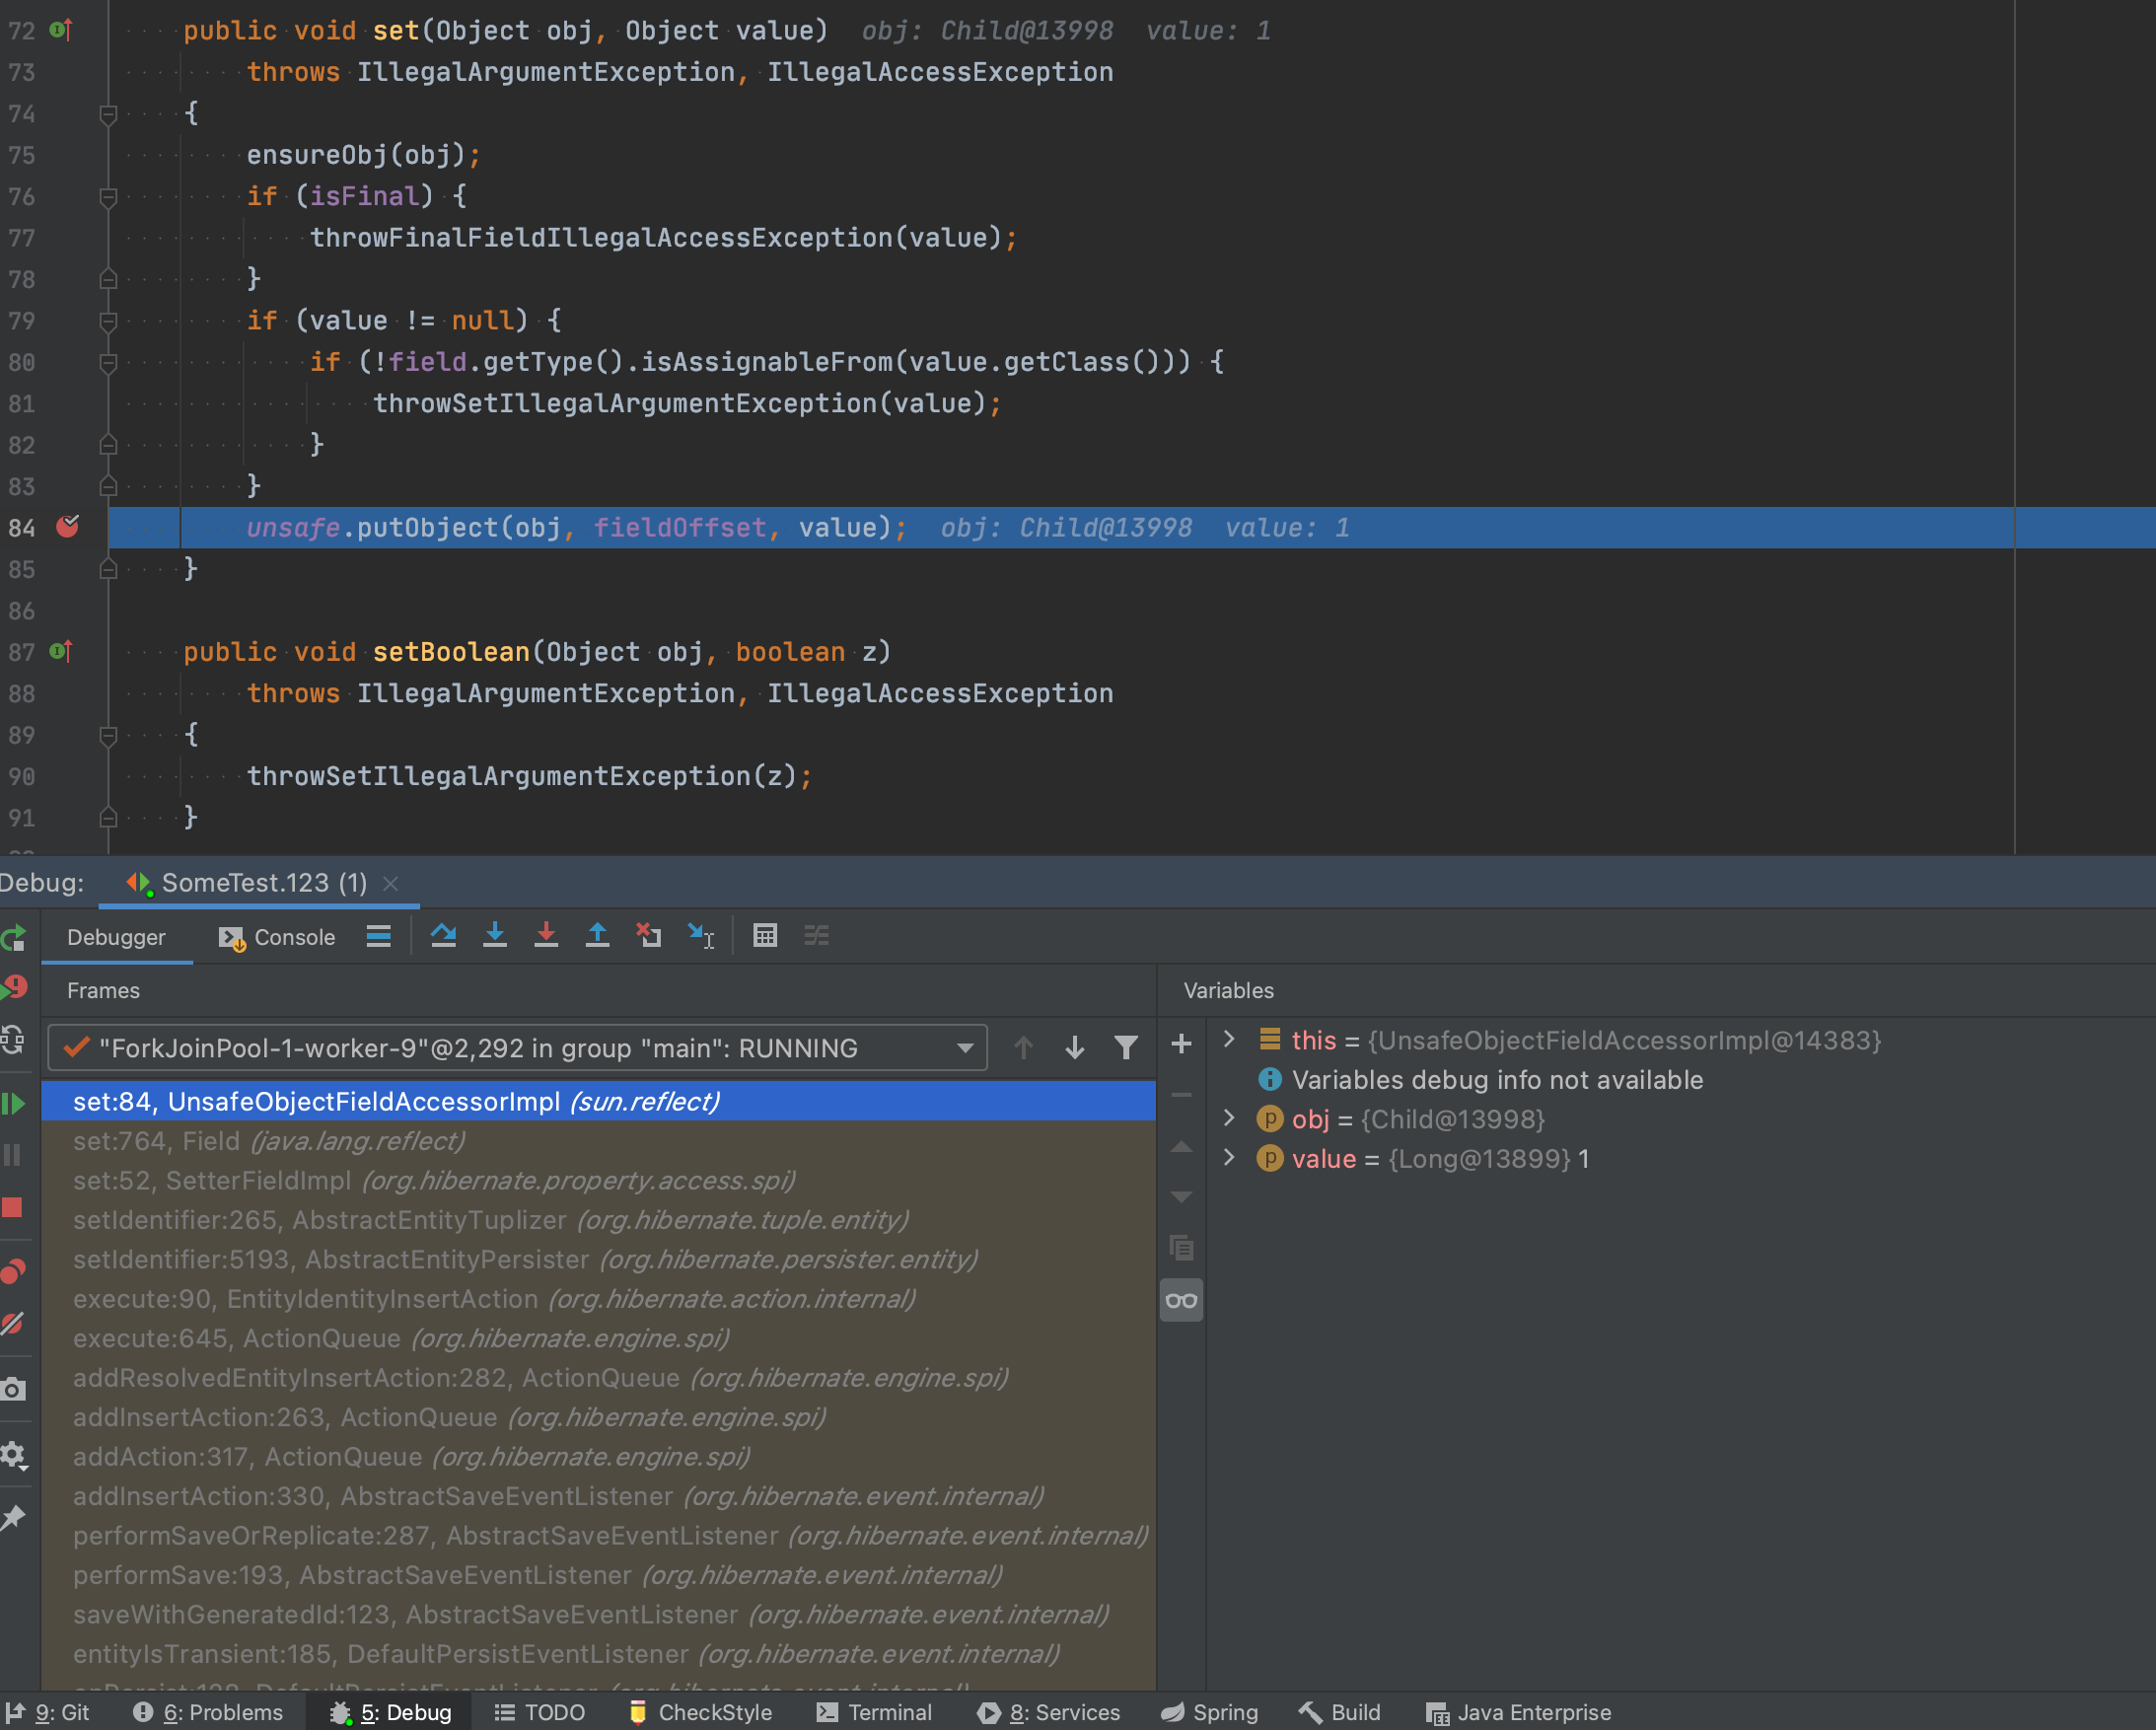 72 public void set(Object obj, Object value) obj: Child@13998 value: 1
73 throws IllegalArgumentException, IllegalAccessException
74 {
75 ensureObj(obj);
76 if (isFinal) {
77 throwFinalFieldIllegalAccessException(value);
78 }
79 if (value != null) {
80 if (!field.getType().isAssignableFrom(value.getClass())) {
81 throwSetIllegalArgumentException(value);
82 }
83 }
84 unsafe.putObject(obj, fieldOffset, value); obj: Child@13998 value: 1
85 }
86
87 public void setBoolean(Object obj, boolean z)
88 throws IllegalArgumentException, IllegalAccessException
89 {
90 throwSetIllegalArgumentException(z);
91 }
Debug: SomeTest.123 (1)
Debugger Console
Frames
Variables
"ForkJoinPool-1-worker-9"@2,292 in group "main": RUNNING
set:84, UnsafeObjectFieldAccessorImpl (sun.reflect)
set:764, Field (java.lang.reflect)
set:52, SetterFieldImpl (org.hibernate.property.access.spi)
setIdentifier:265, AbstractEntityTuplizer (org.hibernate.tuple.entity)
setIdentifier:5193, AbstractEntityPersister (org.hibernate.persister.entity)
execute:90, EntityIdentityInsertAction (org.hibernate.action.internal)
execute:645, ActionQueue (org.hibernate.engine.spi)
addResolvedEntityInsertAction:282, ActionQueue (org.hibernate.engine.spi)
addInsertAction:263, ActionQueue (org.hibernate.engine.spi)
addAction:317, ActionQueue (org.hibernate.engine.spi)
addInsertAction:330, AbstractSaveEventListener (org.hibernate.event.internal)
performSaveOrReplicate:287, AbstractSaveEventListener (org.hibernate.event.internal)
performSave:193, AbstractSaveEventListener (org.hibernate.event.internal)
saveWithGeneratedId:123, AbstractSaveEventListener (org.hibernate.event.internal)
entityIsTransient:185, DefaultPersistEventListener (org.hibernate.event.internal)
this = {UnsafeObjectFieldAccessorImpl@14383}
Variables debug info not available
obj = {Child@13998}
value = {Long@13899} 1
9: Git 6: Problems 5: Debug TODO CheckStyle Terminal 8: Services Spring Build Java Enterprise